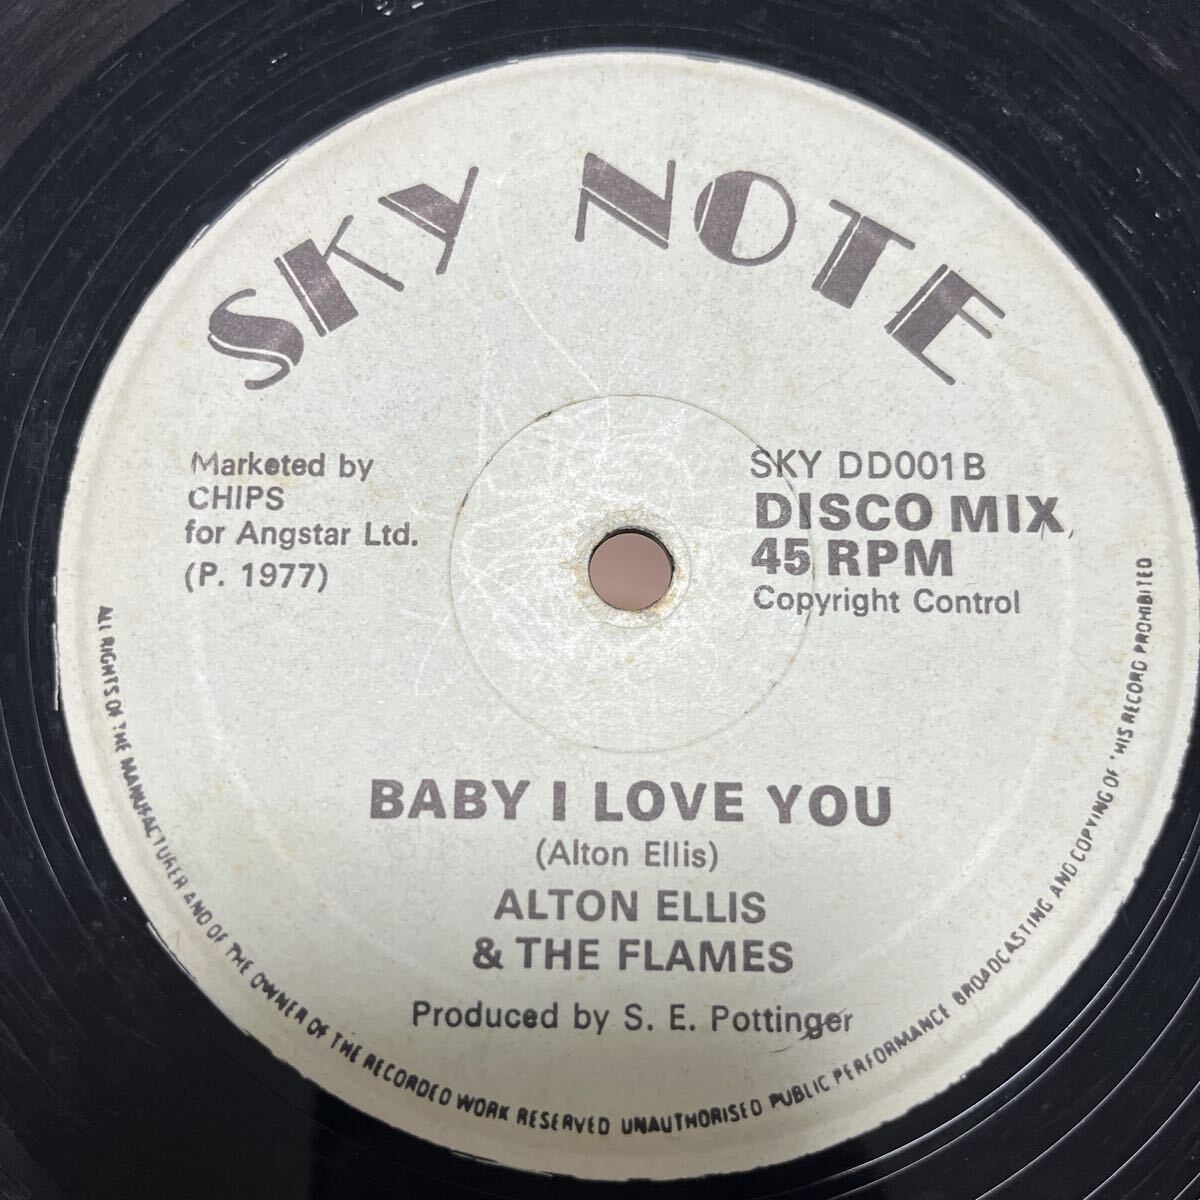 SKY NOTE
Marketed by
CHIPS
for Angstar Ltd.
(P. 1977)
SKY DD001B
DISCO MIX,
45 RPM
Copyright Control
BABY I LOVE YOU
(Alton Ellis)
ALTON ELLIS
& THE FLAMES
Produced by S. E. Pottinger
ALL RIGHTS OF THE MANUFACTURER AND OF THE OWNER OF THE RECORDED WORK RESERVED UNAUTHORISED PUBLIC PERFORMANCE BROADCASTING AND COPYING OF THIS RECORD PROHIBITED